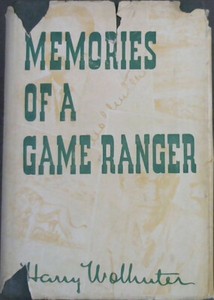 MEMORIES
OF A
GAME RANGER
Harry Wolhuter